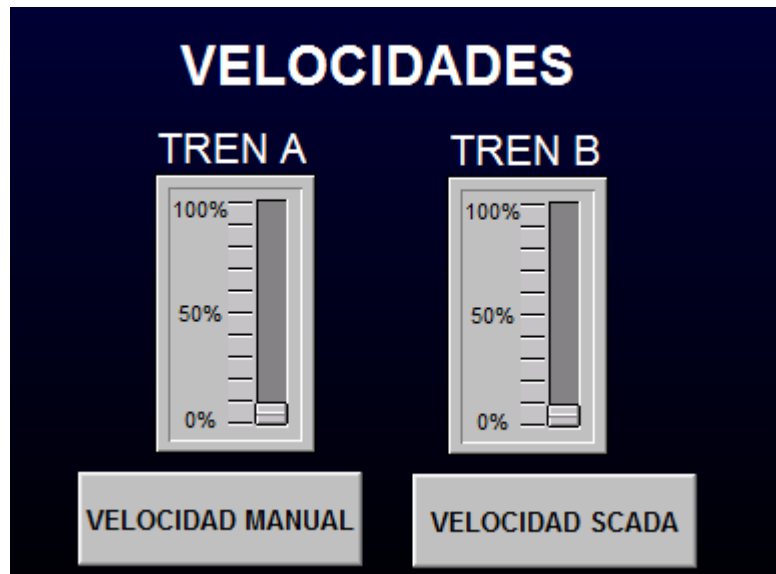 VELOCIDADES
TREN A
TREN B
100%
50%
0%
100%
50%
0%
VELOCIDAD MANUAL
VELOCIDAD SCADA